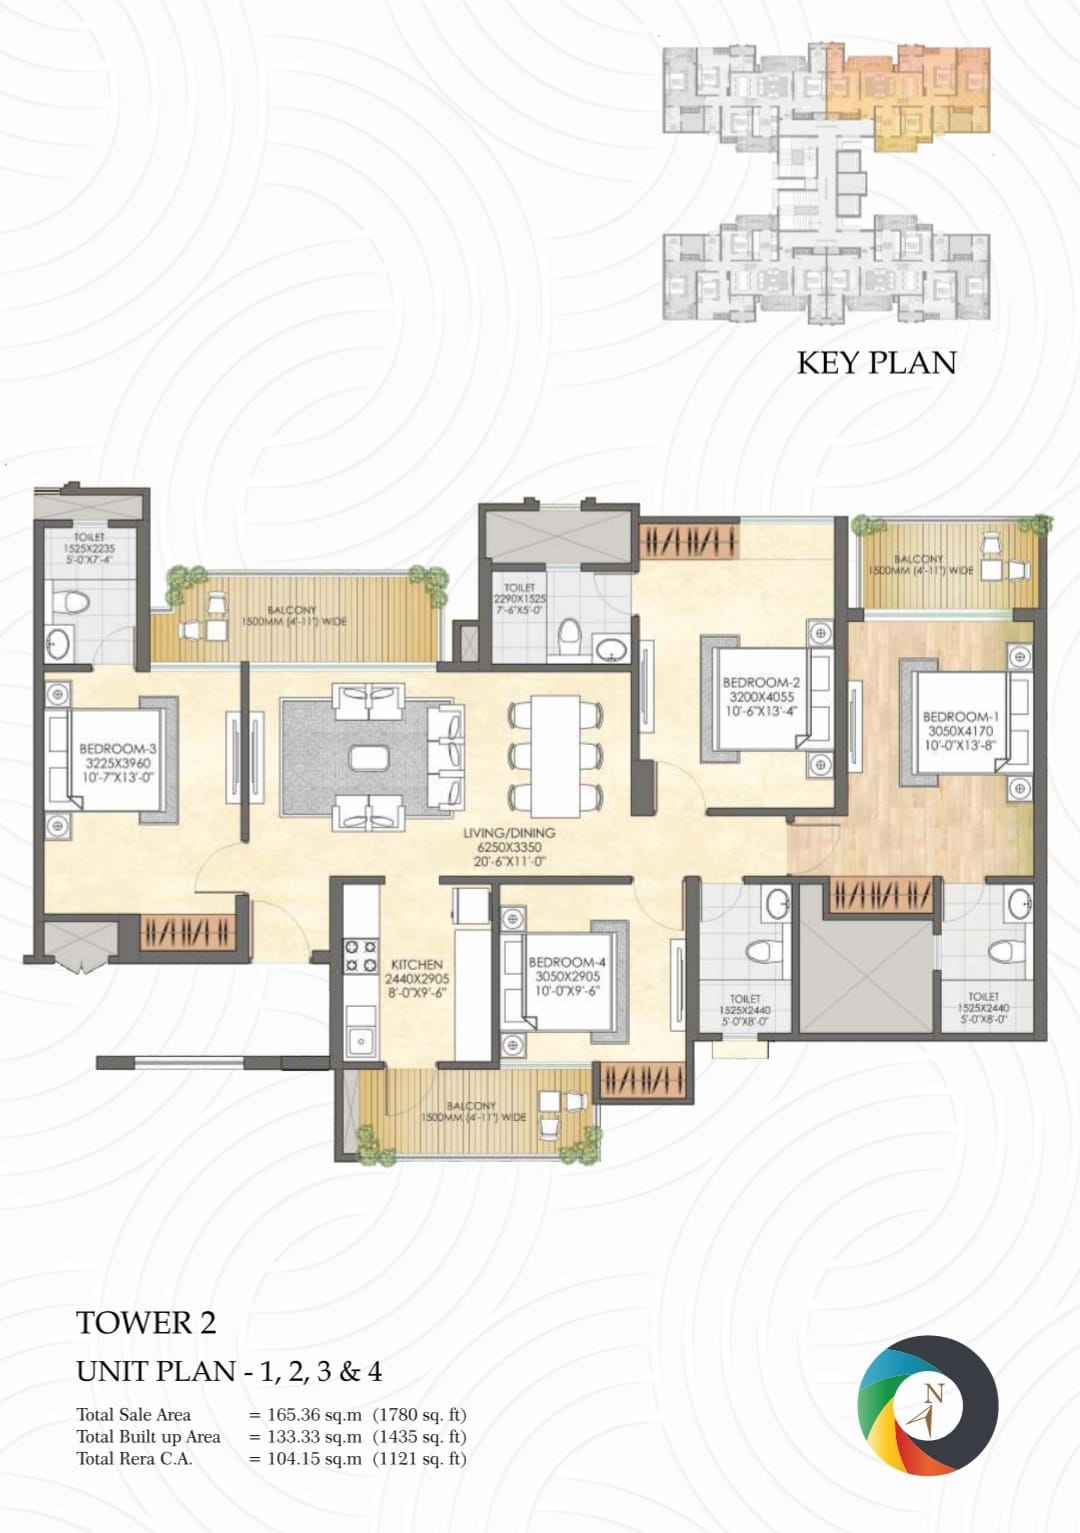 KEY PLAN
TOILET
1525X2235
5'-0"X7'-4"
BALCONY
1500MM (4'-11") WIDE
TOILET
2290X1525
7'-6"X5'-0"
BALCONY
1500MM (4'-11") WIDE
BEDROOM-3
3225X3960
10'-7"X13'-0"
LIVING/DINING
6250X3350
20'-6"X11'-0"
BEDROOM-2
3200X4055
10'-6"X13'-4"
BEDROOM-1
3050X4170
10'-0"X13'-8"
KITCHEN
2440X2905
8'-0"X9'-6"
BEDROOM-4
3050X2905
10'-0"X9'-6"
TOILET
1525X2440
5'-0"X8'-0"
TOILET
1525X2440
5'-0"X8'-0"
BALCONY
1500MM (4'-11") WIDE
TOWER 2
UNIT PLAN - 1, 2, 3 & 4
Total Sale Area = 165.36 sq.m (1780 sq. ft)
Total Built up Area = 133.33 sq.m (1435 sq. ft)
Total Rera C.A. = 104.15 sq.m (1121 sq. ft)
N